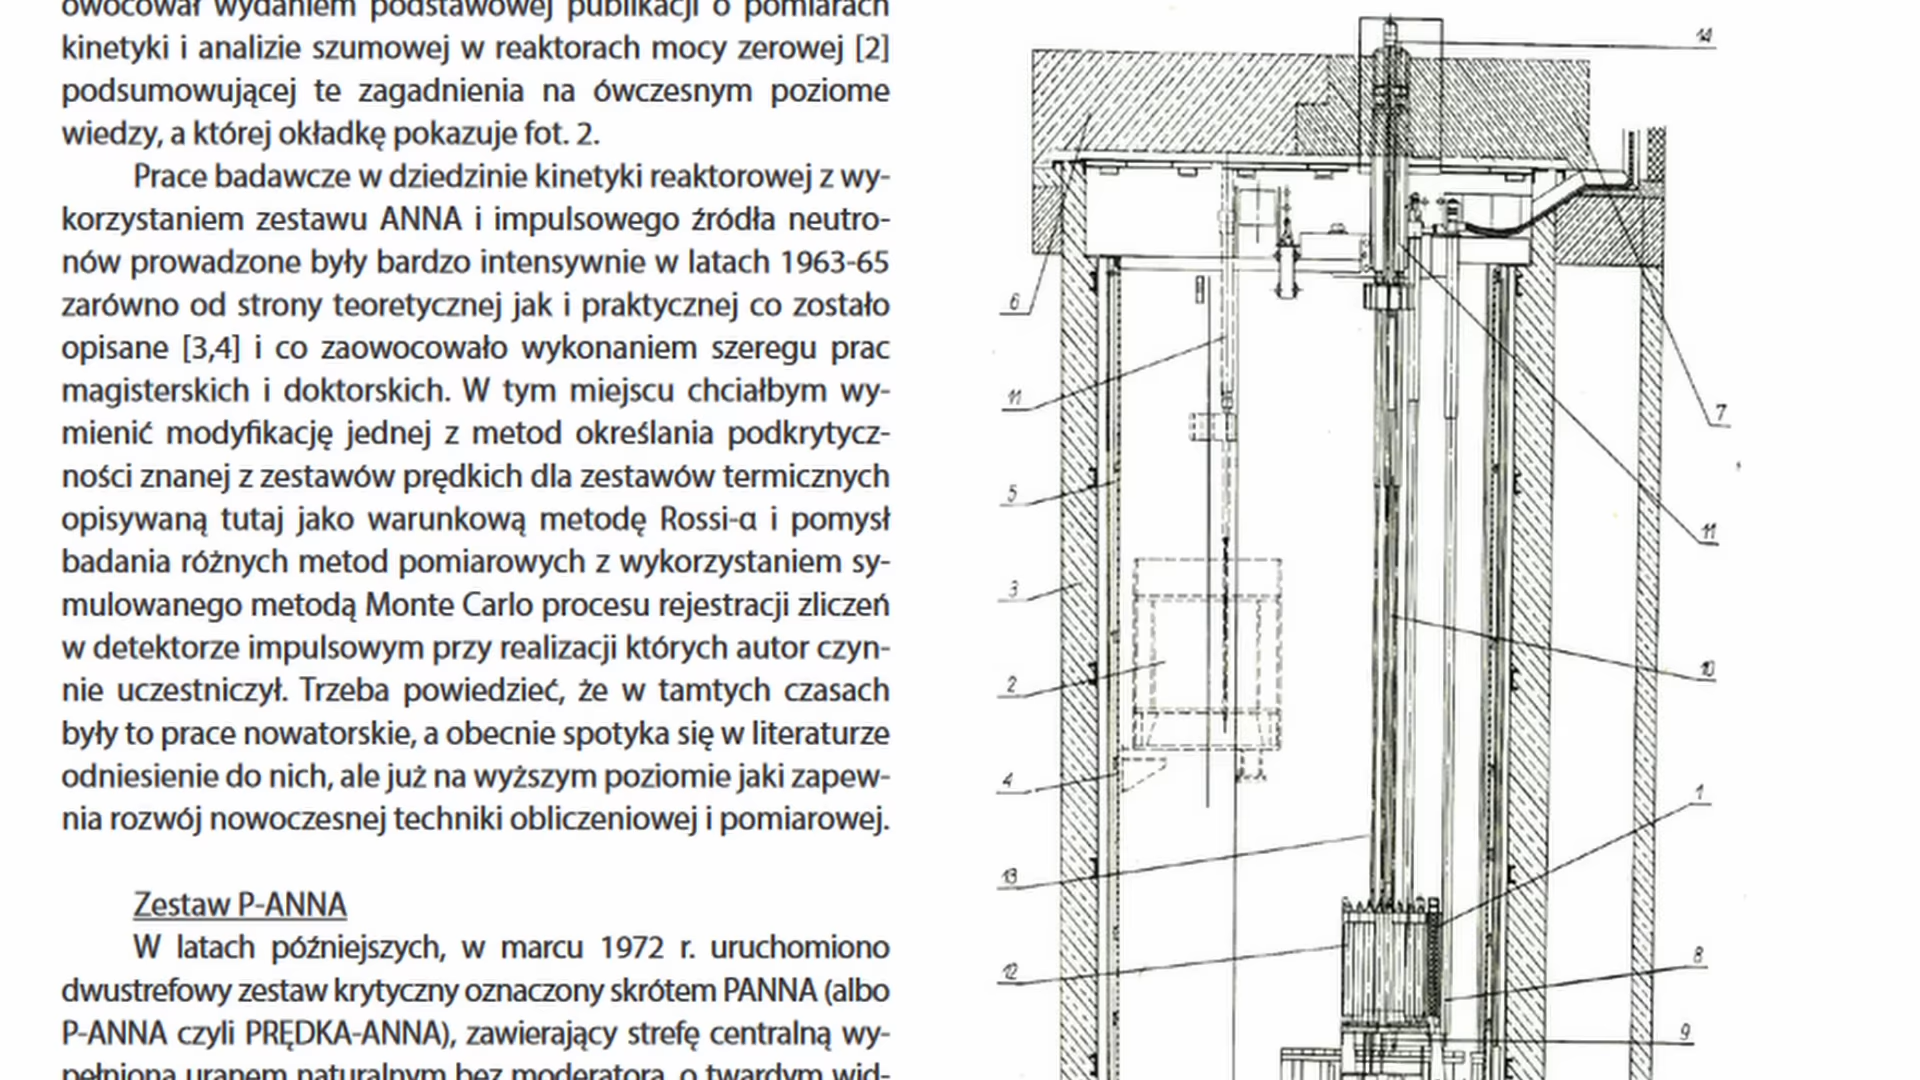 owocował wydaniem podstawowej publikacji o pomiarach
kinetyki i analizie szumowej w reaktorach mocy zerowej [2]
podsumowującej te zagadnienia na ówczesnym poziome
wiedzy, a której okładkę pokazuje fot. 2.
Prace badawcze w dziedzinie kinetyki reaktorowej z wy-
korzystaniem zestawu ANNA i impulsowego źródła neutro-
nów prowadzone były bardzo intensywnie w latach 1963-65
zarówno od strony teoretycznej jak i praktycznej co zostało
opisane [3,4] i co zaowocowało wykonaniem szeregu prac
magisterskich i doktorskich. W tym miejscu chciałbym wy-
mienić modyfikację jednej z metod określania podkrytycz-
ności znanej z zestawów prędkich dla zestawów termicznych
opisywaną tutaj jako warunkową metodę Rossi-α i pomysł
badania różnych metod pomiarowych z wykorzystaniem sy-
mulowanego metodą Monte Carlo procesu rejestracji zliczeń
w detektorze impulsowym przy realizacji których autor czyn-
nie uczestniczył. Trzeba powiedzieć, że w tamtych czasach
były to prace nowatorskie, a obecnie spotyka się w literaturze
odniesienie do nich, ale już na wyższym poziomie jaki zapew-
nia rozwój nowoczesnej techniki obliczeniowej i pomiarowej.
Zestaw P-ANNA
W latach późniejszych, w marcu 1972 r. uruchomiono
dwustrefowy zestaw krytyczny oznaczony skrótem PANNA (albo
P-ANNA czyli PRĘDKA-ANNA), zawierający strefę centralną wy-
pełnioną uranem naturalnym bez moderatora, o twardym wid-
14
6
11
7
5
11
3
10
2
4
1
13
12
8
9